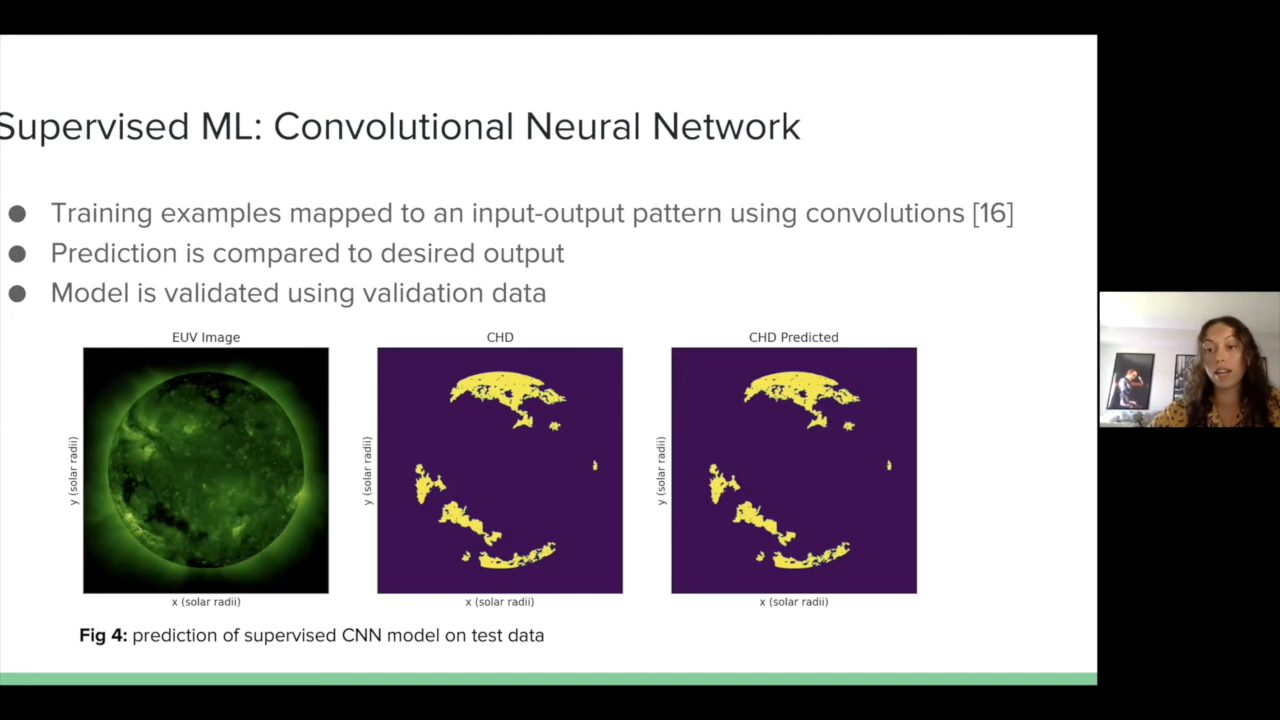 Supervised ML: Convolutional Neural Network
● Training examples mapped to an input-output pattern using convolutions [16]
● Prediction is compared to desired output
● Model is validated using validation data
EUV Image
CHD
CHD Predicted
y (solar radii)
y (solar radii)
y (solar radii)
x (solar radii)
x (solar radii)
x (solar radii)
Fig 4: prediction of supervised CNN model on test data